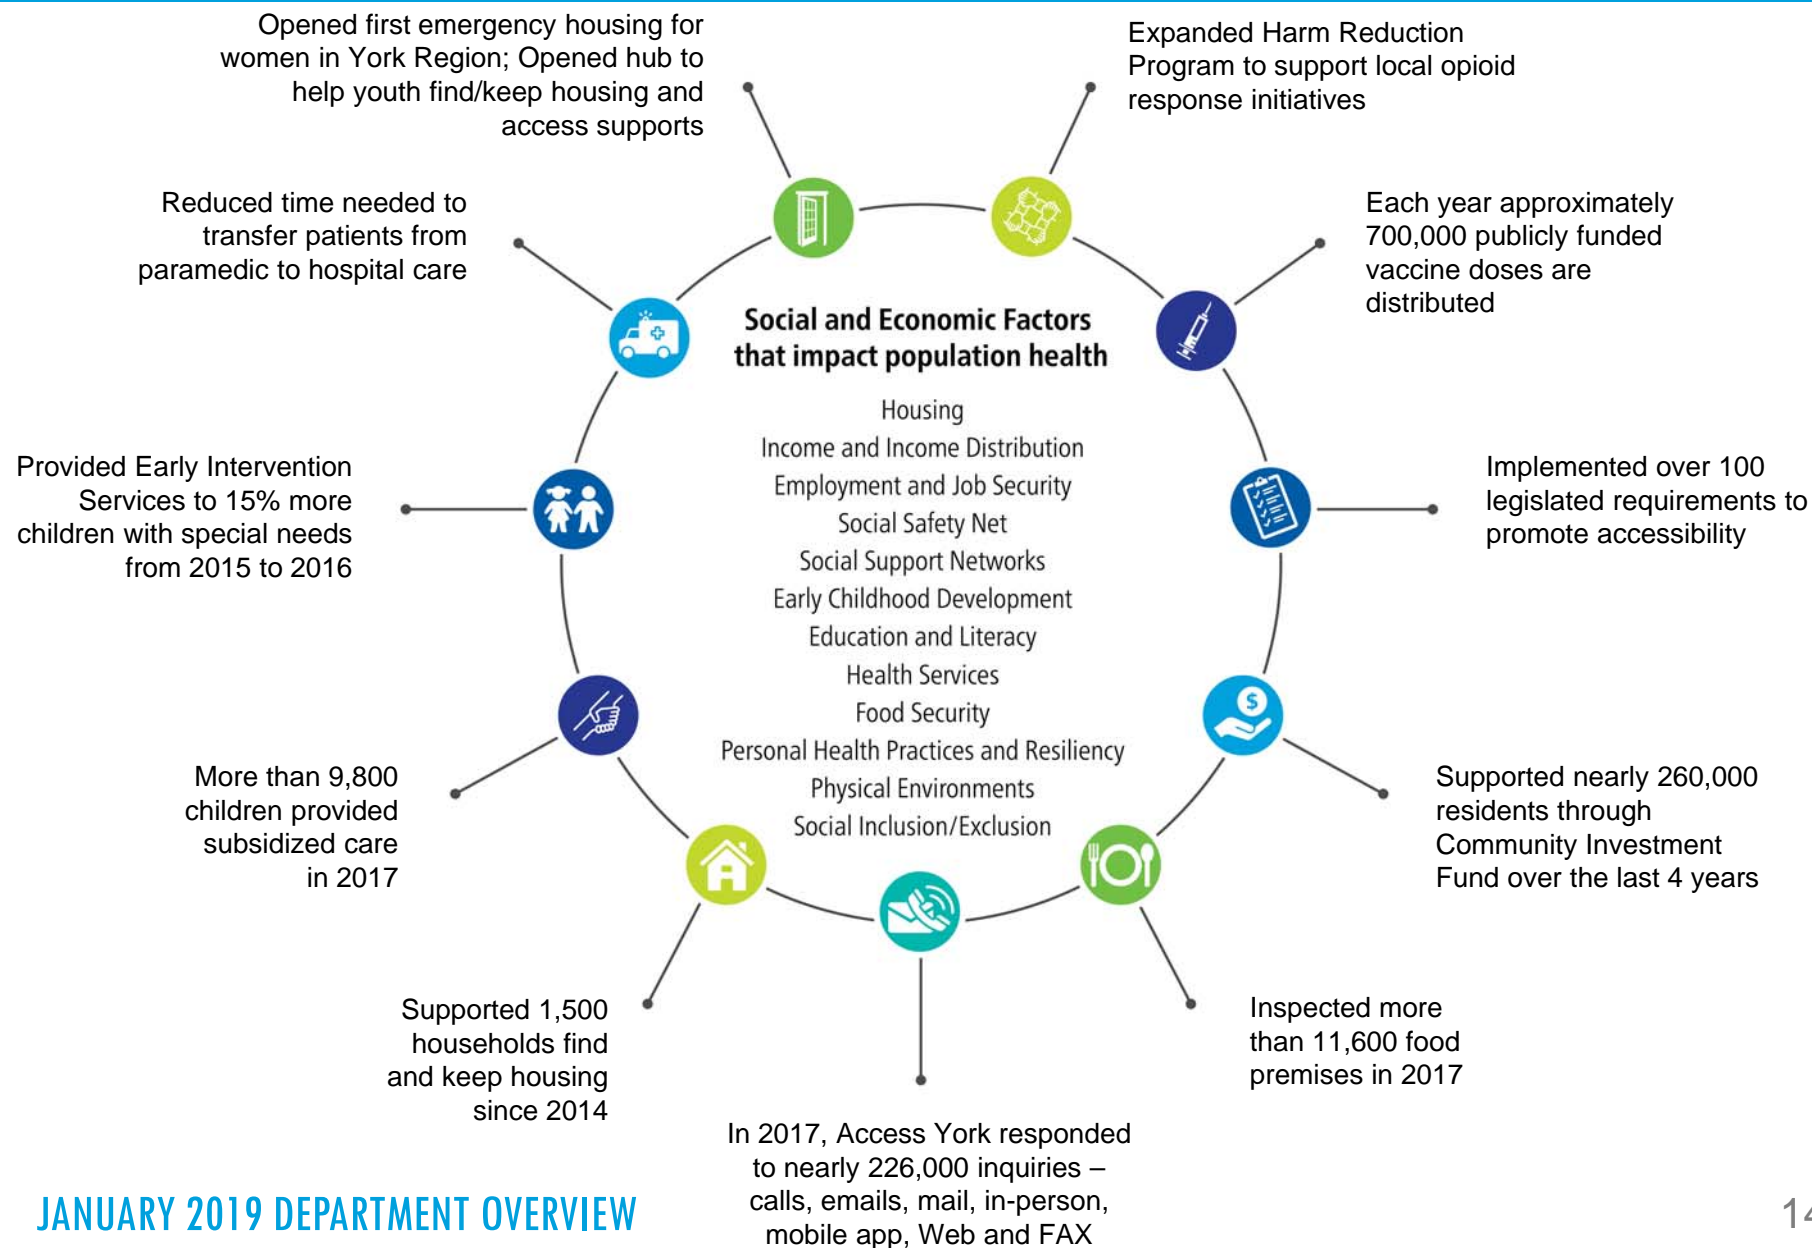 Opened first emergency housing for
women in York Region; Opened hub to
help youth find/keep housing and
access supports
Expanded Harm Reduction
Program to support local opioid
response initiatives
Reduced time needed to
transfer patients from
paramedic to hospital care
Each year approximately
700,000 publicly funded
vaccine doses are
distributed
Social and Economic Factors
that impact population health
Housing
Income and Income Distribution
Employment and Job Security
Social Safety Net
Social Support Networks
Early Childhood Development
Education and Literacy
Health Services
Food Security
Personal Health Practices and Resiliency
Physical Environments
Social Inclusion/Exclusion
Provided Early Intervention
Services to 15% more
children with special needs
from 2015 to 2016
Implemented over 100
legislated requirements to
promote accessibility
$
More than 9,800
children provided
subsidized care
in 2017
Supported nearly 260,000
residents through
Community Investment
Fund over the last 4 years
Supported 1,500
households find
and keep housing
since 2014
Inspected more
than 11,600 food
premises in 2017
In 2017, Access York responded
to nearly 226,000 inquiries –
calls, emails, mail, in-person,
mobile app, Web and FAX
JANUARY 2019 DEPARTMENT OVERVIEW
14